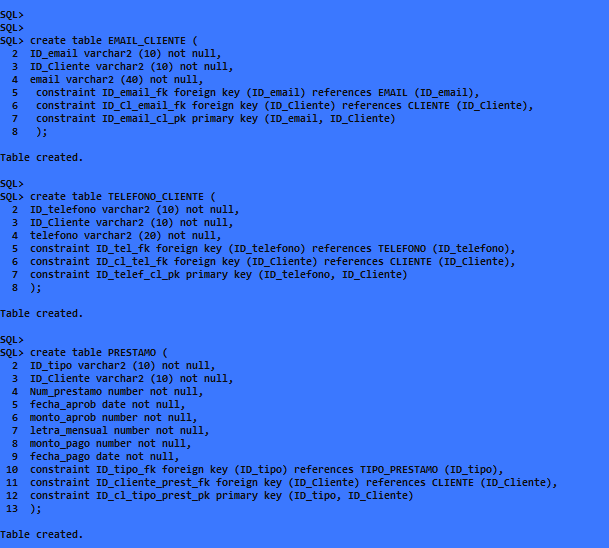 SQL>
SQL>
SQL> create table EMAIL_CLIENTE (
  2  ID_email varchar2 (10) not null,
  3  ID_Cliente varchar2 (10) not null,
  4  email varchar2 (40) not null,
  5   constraint ID_email_fk foreign key (ID_email) references EMAIL (ID_email),
  6   constraint ID_Cl_email_fk foreign key (ID_Cliente) references CLIENTE (ID_Cliente),
  7   constraint ID_email_cl_pk primary key (ID_email, ID_Cliente)
  8   );
Table created.
SQL>
SQL> create table TELEFONO_CLIENTE (
  2  ID_telefono varchar2 (10) not null,
  3  ID_Cliente varchar2 (10) not null,
  4  telefono varchar2 (20) not null,
  5  constraint ID_tel_fk foreign key (ID_telefono) references TELEFONO (ID_telefono),
  6  constraint ID_cl_tel_fk foreign key (ID_Cliente) references CLIENTE (ID_Cliente),
  7  constraint ID_telef_cl_pk primary key (ID_telefono, ID_Cliente)
  8  );
Table created.
SQL>
SQL> create table PRESTAMO (
  2  ID_tipo varchar2 (10) not null,
  3  ID_Cliente varchar2 (10) not null,
  4  Num_prestamo number not null,
  5  fecha_aprob date not null,
  6  monto_aprob number not null,
  7  letra_mensual number not null,
  8  monto_pago number not null,
  9  fecha_pago date not null,
 10  constraint ID_tipo_fk foreign key (ID_tipo) references TIPO_PRESTAMO (ID_tipo),
 11  constraint ID_cliente_prest_fk foreign key (ID_Cliente) references CLIENTE (ID_Cliente),
 12  constraint ID_cl_tipo_prest_pk primary key (ID_tipo, ID_Cliente)
 13  );
Table created.